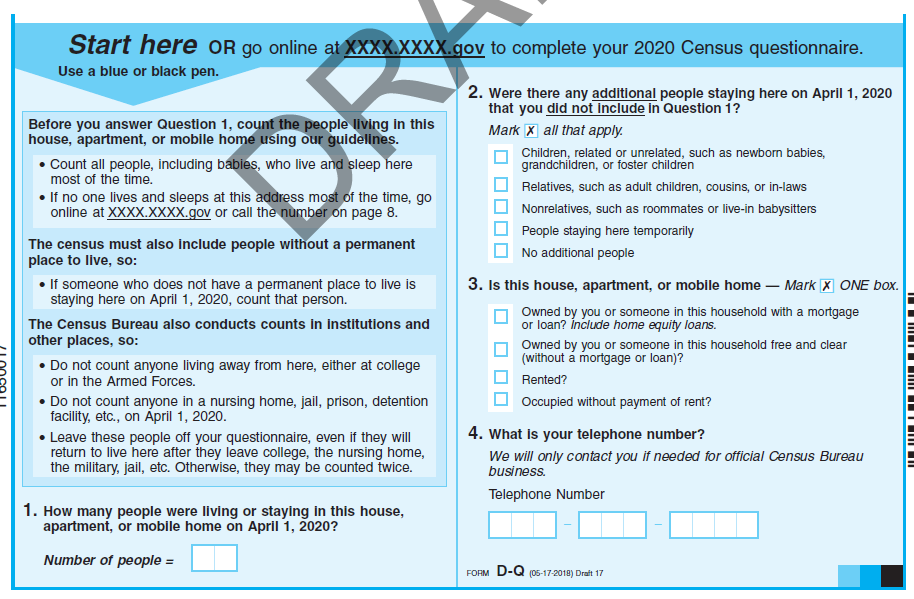 DRA
Start here OR go online at XXXX.XXXX.gov to complete your 2020 Census questionnaire.
Use a blue or black pen.
Before you answer Question 1, count the people living in this
house, apartment, or mobile home using our guidelines.
• Count all people, including babies, who live and sleep here
most of the time.
• If no one lives and sleeps at this address most of the time, go
online at XXXX.XXXX.gov or call the number on page 8.
The census must also include people without a permanent
place to live, so:
• If someone who does not have a permanent place to live is
staying here on April 1, 2020, count that person.
The Census Bureau also conducts counts in institutions and
other places, so:
• Do not count anyone living away from here, either at college
or in the Armed Forces.
• Do not count anyone in a nursing home, jail, prison, detention
facility, etc., on April 1, 2020.
• Leave these people off your questionnaire, even if they will
return to live here after they leave college, the nursing home,
the military, jail, etc. Otherwise, they may be counted twice.
1. How many people were living or staying in this house,
apartment, or mobile home on April 1, 2020?
Number of people =
2. Were there any additional people staying here on April 1, 2020
that you did not include in Question 1?
Mark ✗ all that apply.
Children, related or unrelated, such as newborn babies,
grandchildren, or foster children
Relatives, such as adult children, cousins, or in-laws
Nonrelatives, such as roommates or live-in babysitters
People staying here temporarily
No additional people
3. Is this house, apartment, or mobile home — Mark ✗ ONE box.
Owned by you or someone in this household with a mortgage
or loan? Include home equity loans.
Owned by you or someone in this household free and clear
(without a mortgage or loan)?
Rented?
Occupied without payment of rent?
4. What is your telephone number?
We will only contact you if needed for official Census Bureau
business.
Telephone Number
– –
FORM D-Q (05-17-2018) Draft 17